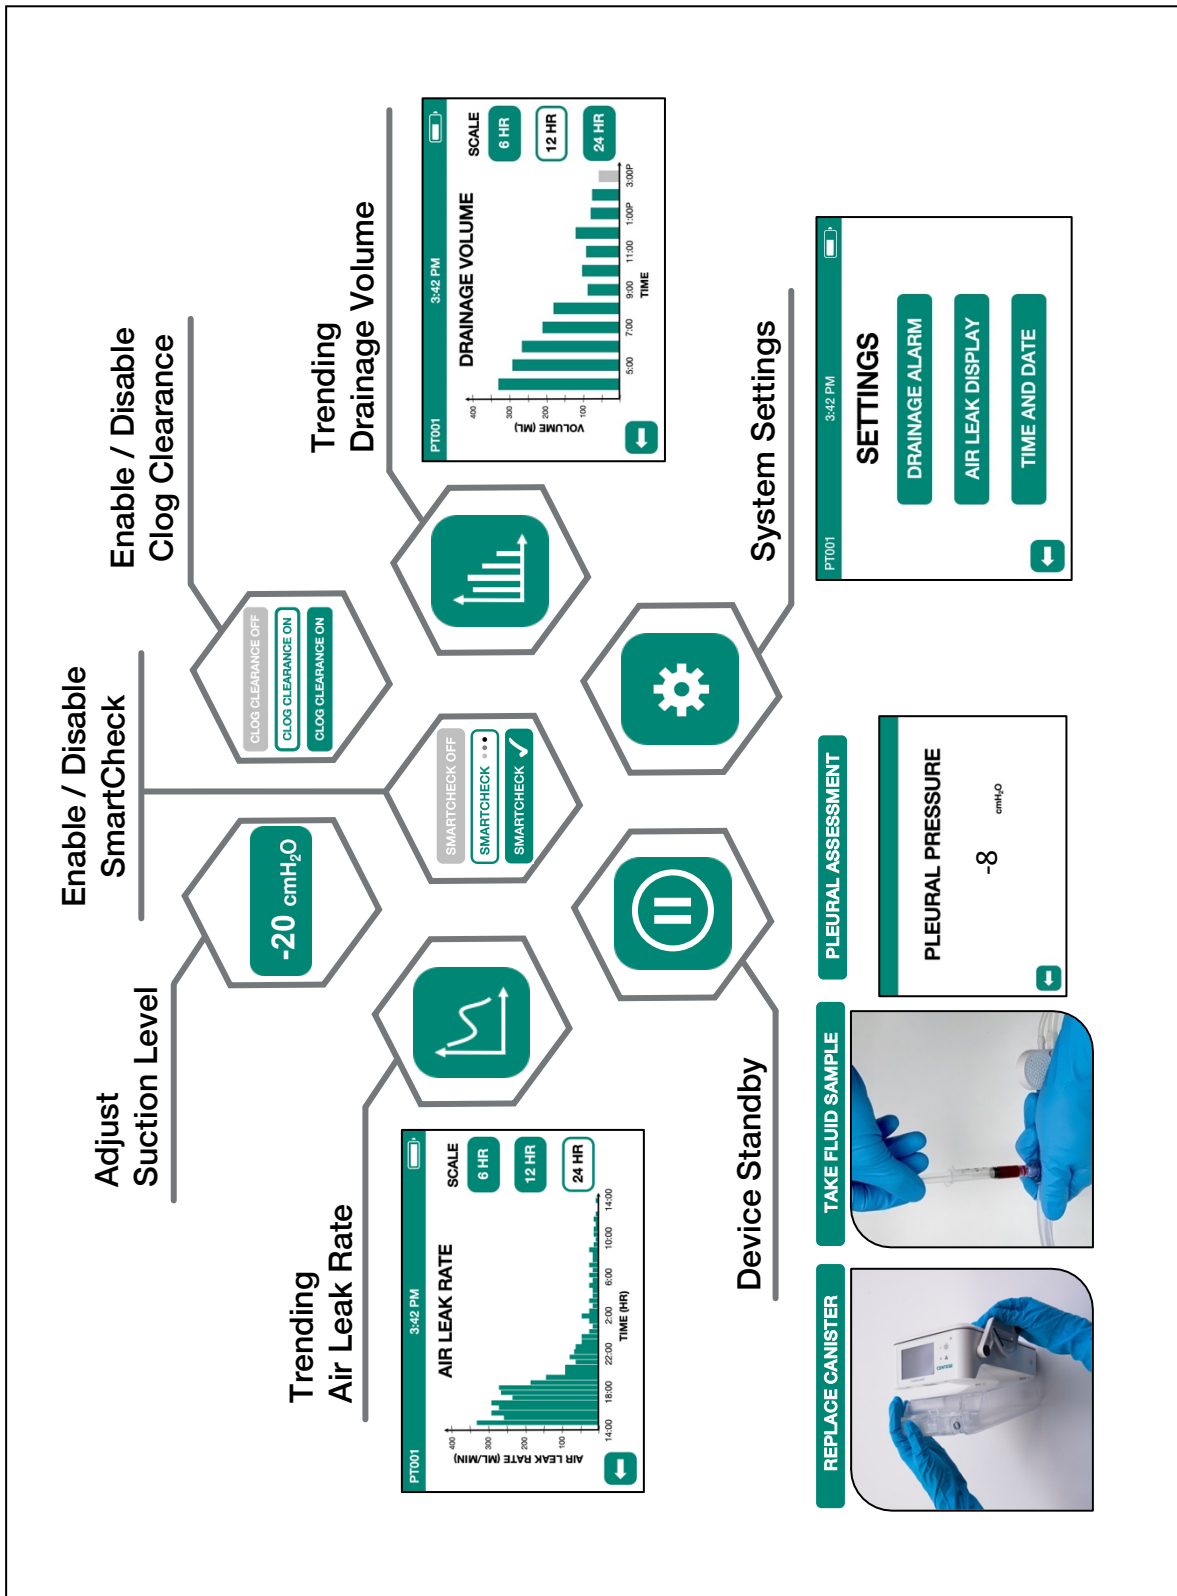 Adjust
Suction Level
-20 cmH₂O
Enable / Disable
SmartCheck
SMARTCHECK OFF
SMARTCHECK
SMARTCHECK
Enable / Disable
Clog Clearance
CLOG CLEARANCE OFF
CLOG CLEARANCE ON
CLOG CLEARANCE ON
Trending
Air Leak Rate
PT001 3:42 PM
AIR LEAK RATE
SCALE
6 HR
12 HR
24 HR
AIR LEAK RATE (ML/MIN)
400
300
200
100
14:00 18:00 22:00 2:00 6:00 10:00 14:00
TIME (HR)
Trending
Drainage Volume
PT001 3:42 PM
DRAINAGE VOLUME
SCALE
6 HR
12 HR
24 HR
VOLUME (ML)
400
300
200
100
5:00 7:00 9:00 11:00 1:00P 3:00P
TIME
Device Standby
System Settings
PT001 3:42 PM
SETTINGS
DRAINAGE ALARM
AIR LEAK DISPLAY
TIME AND DATE
REPLACE CANISTER
CENTESE
TAKE FLUID SAMPLE
PLEURAL ASSESSMENT
PLEURAL PRESSURE
-8
cmH₂O